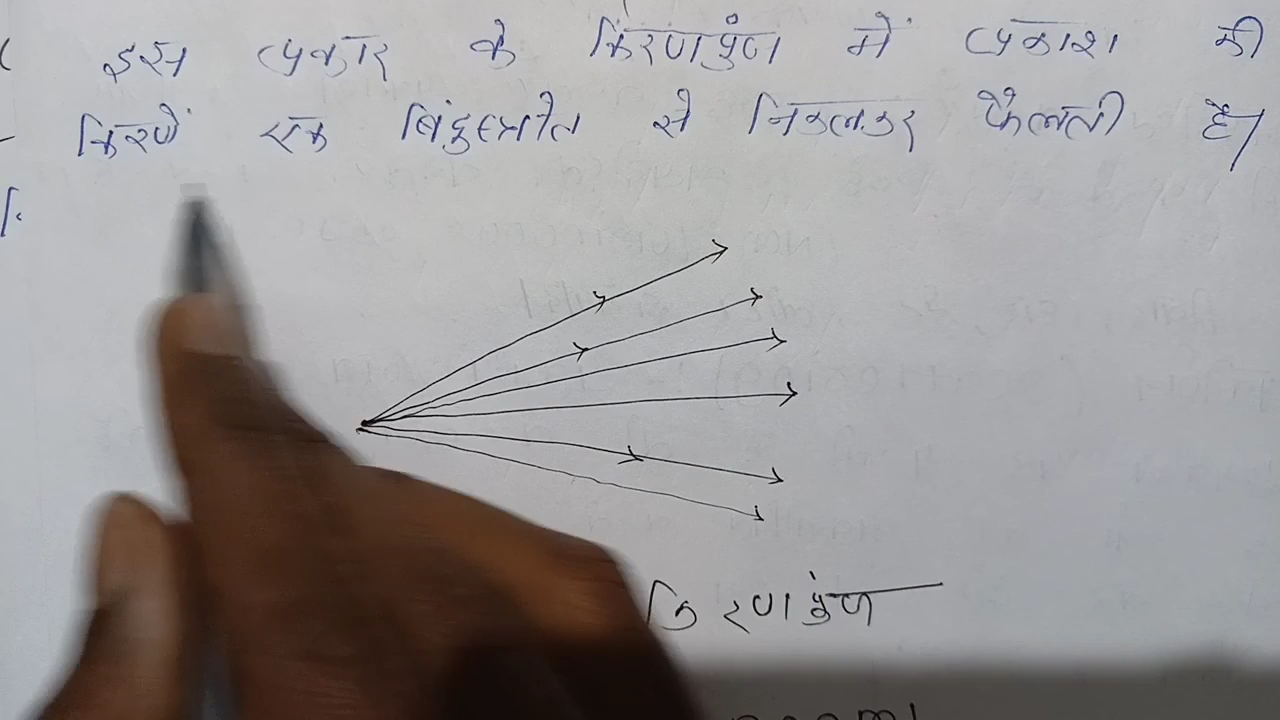 इस प्रकार के किरणपुंज में प्रकाश की
किरणें एक बिंदुस्त्रोत से निकलकर फैलती है।
किरणपुंज